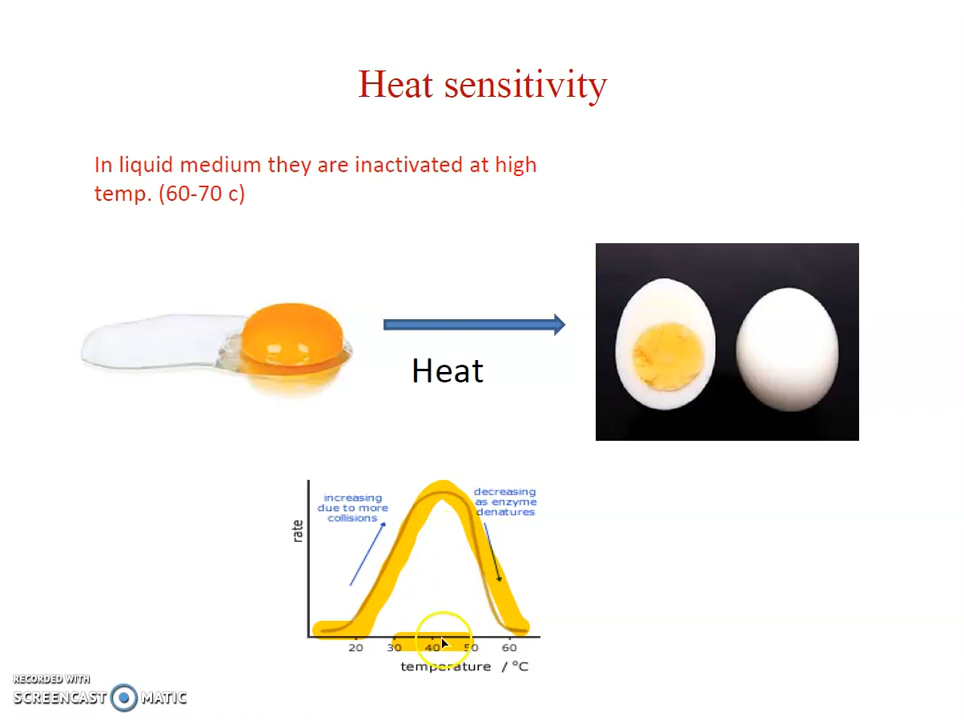 Heat sensitivity
In liquid medium they are inactivated at high
temp. (60-70 c)
Heat
increasing
due to more
collisions
decreasing
as enzyme
denatures
rate
20 30 40 50 60
temperature / °C
RECORDED WITH
SCREENCAST MATIC